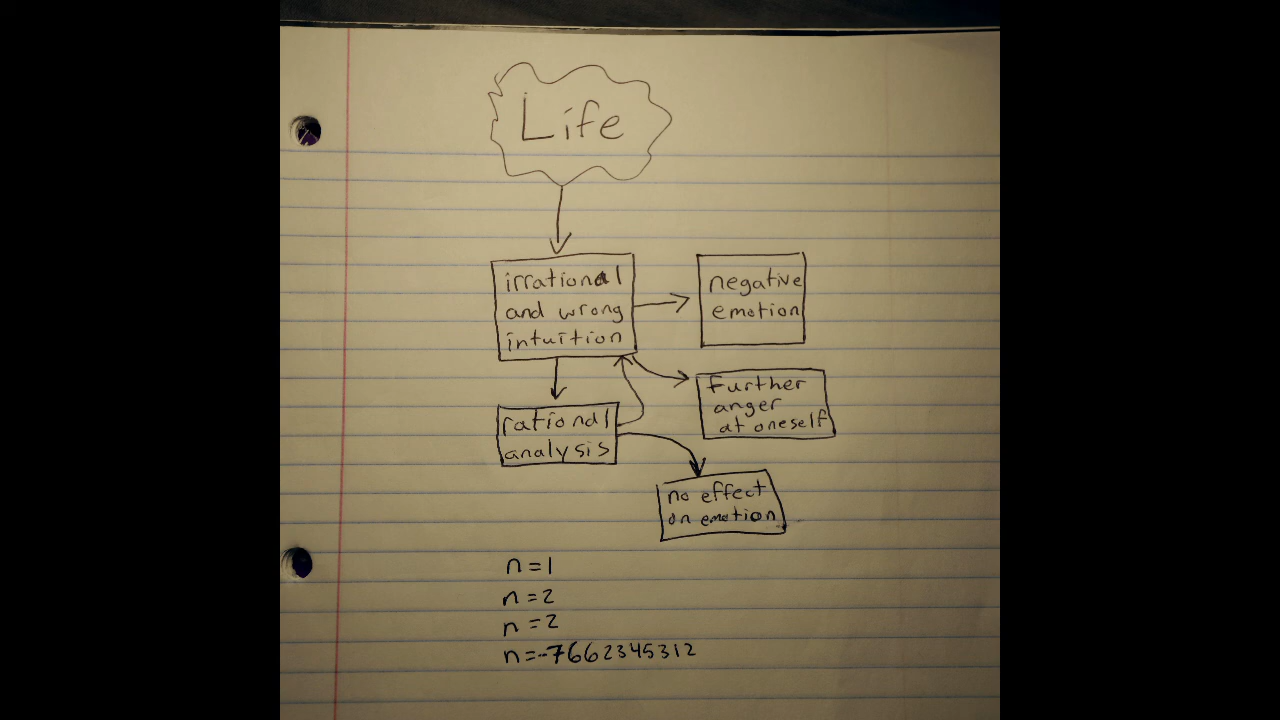 Life
irrational
and wrong
intuition
negative
emotion
further
anger
at oneself
rational
analysis
no effect
on emotion
n=1
n=2
n=2
n=-7662345312